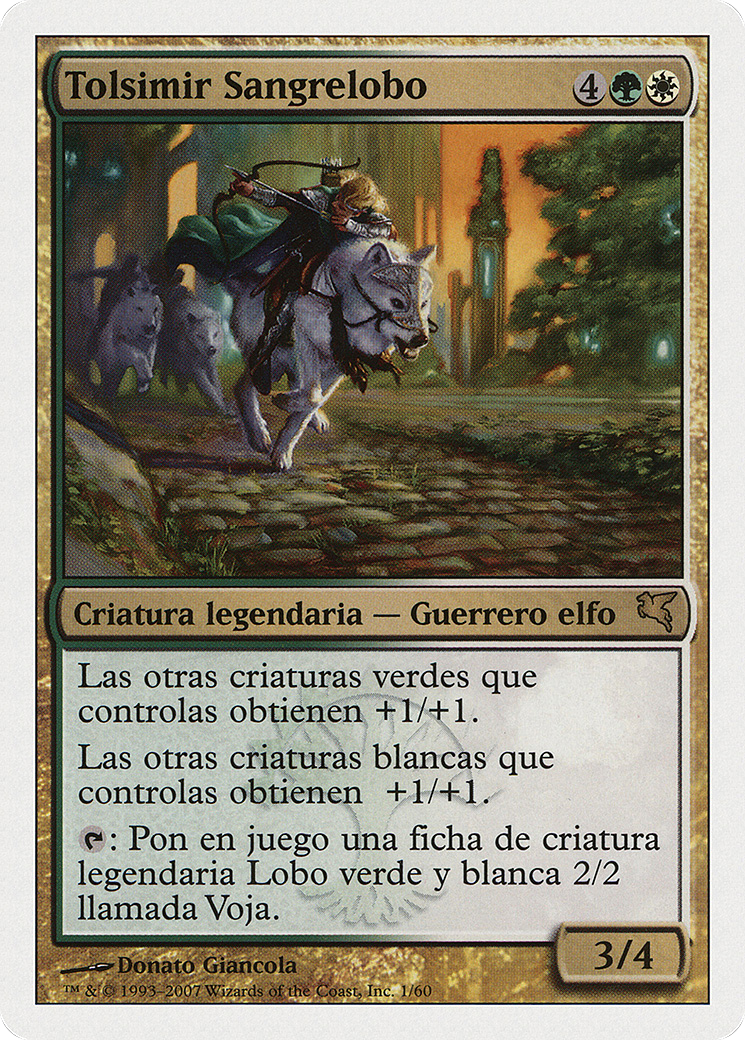 Tolsimir Sangrelobo 4
Criatura legendaria — Guerrero elfo
Las otras criaturas verdes que
controlas obtienen +1/+1.
Las otras criaturas blancas que
controlas obtienen +1/+1.
: Pon en juego una ficha de criatura
legendaria Lobo verde y blanca 2/2
llamada Voja.
3/4
Donato Giancola
™ & © 1993–2007 Wizards of the Coast, Inc. 1/60